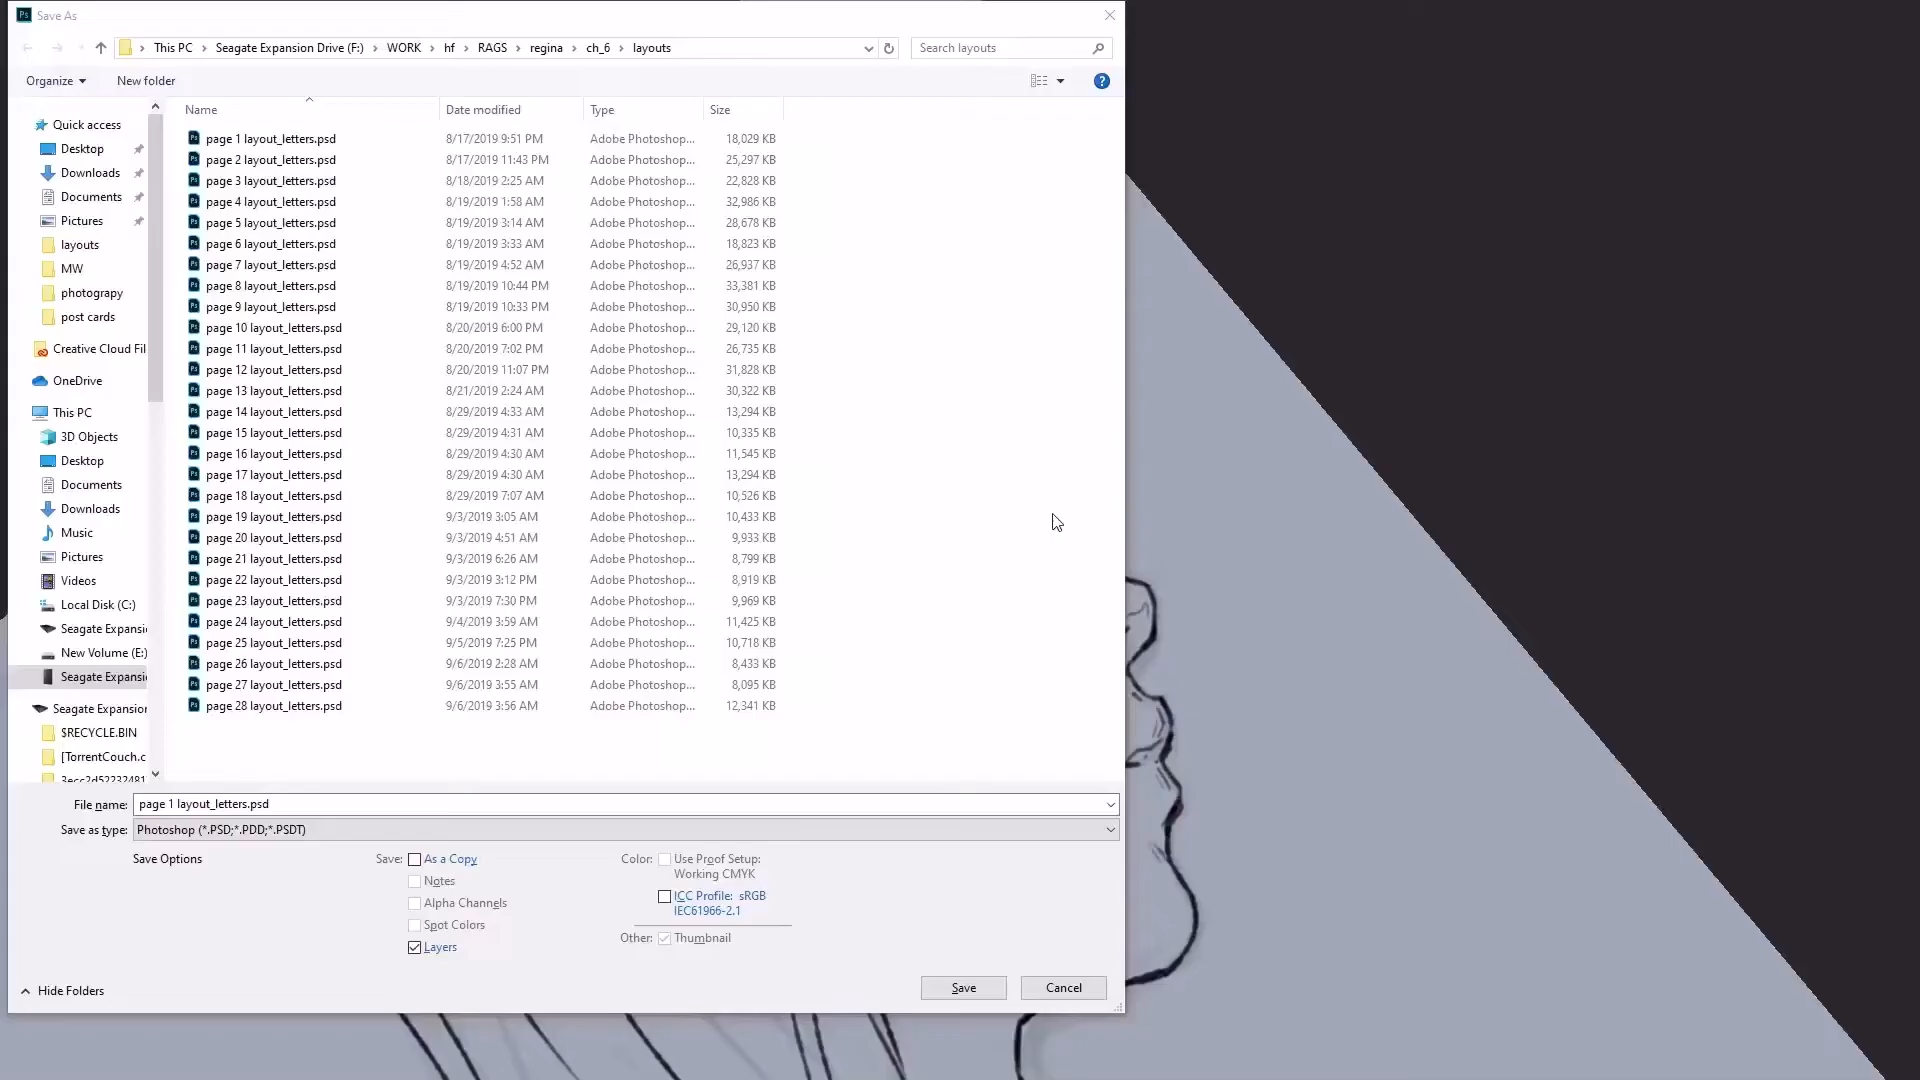 Ps Save As
This PC > Seagate Expansion Drive (F:) > WORK > hf > RAGS > regina > ch_6 > layouts
Search layouts
Organize New folder ?
Name Date modified Type Size
page 1 layout_letters.psd 8/17/2019 9:51 PM Adobe Photoshop... 18,029 KB
page 2 layout_letters.psd 8/17/2019 11:43 PM Adobe Photoshop... 25,297 KB
page 3 layout_letters.psd 8/18/2019 2:25 AM Adobe Photoshop... 22,828 KB
page 4 layout_letters.psd 8/19/2019 1:58 AM Adobe Photoshop... 32,986 KB
page 5 layout_letters.psd 8/19/2019 3:14 AM Adobe Photoshop... 28,678 KB
page 6 layout_letters.psd 8/19/2019 3:33 AM Adobe Photoshop... 18,823 KB
page 7 layout_letters.psd 8/19/2019 4:52 AM Adobe Photoshop... 26,937 KB
page 8 layout_letters.psd 8/19/2019 10:44 PM Adobe Photoshop... 33,381 KB
page 9 layout_letters.psd 8/19/2019 10:33 PM Adobe Photoshop... 30,950 KB
page 10 layout_letters.psd 8/20/2019 6:00 PM Adobe Photoshop... 29,120 KB
page 11 layout_letters.psd 8/20/2019 7:02 PM Adobe Photoshop... 26,735 KB
page 12 layout_letters.psd 8/20/2019 11:07 PM Adobe Photoshop... 31,828 KB
page 13 layout_letters.psd 8/21/2019 2:24 AM Adobe Photoshop... 30,322 KB
page 14 layout_letters.psd 8/29/2019 4:33 AM Adobe Photoshop... 13,294 KB
page 15 layout_letters.psd 8/29/2019 4:31 AM Adobe Photoshop... 10,335 KB
page 16 layout_letters.psd 8/29/2019 4:30 AM Adobe Photoshop... 11,545 KB
page 17 layout_letters.psd 8/29/2019 4:30 AM Adobe Photoshop... 13,294 KB
page 18 layout_letters.psd 8/29/2019 7:07 AM Adobe Photoshop... 10,526 KB
page 19 layout_letters.psd 9/3/2019 3:05 AM Adobe Photoshop... 10,433 KB
page 20 layout_letters.psd 9/3/2019 4:51 AM Adobe Photoshop... 9,933 KB
page 21 layout_letters.psd 9/3/2019 6:26 AM Adobe Photoshop... 8,799 KB
page 22 layout_letters.psd 9/3/2019 3:12 PM Adobe Photoshop... 8,919 KB
page 23 layout_letters.psd 9/3/2019 7:30 PM Adobe Photoshop... 9,969 KB
page 24 layout_letters.psd 9/4/2019 3:59 AM Adobe Photoshop... 11,425 KB
page 25 layout_letters.psd 9/5/2019 7:25 PM Adobe Photoshop... 10,718 KB
page 26 layout_letters.psd 9/6/2019 2:28 AM Adobe Photoshop... 8,433 KB
page 27 layout_letters.psd 9/6/2019 3:55 AM Adobe Photoshop... 8,095 KB
page 28 layout_letters.psd 9/6/2019 3:56 AM Adobe Photoshop... 12,341 KB
Quick access
Desktop
Downloads
Documents
Pictures
layouts
MW
photograpy
post cards
Creative Cloud Fil
OneDrive
This PC
3D Objects
Desktop
Documents
Downloads
Music
Pictures
Videos
Local Disk (C:)
Seagate Expansi
New Volume (E:)
Seagate Expansi
Seagate Expansion
$RECYCLE.BIN
[TorrentCouch.c
File name: page 1 layout_letters.psd
Save as type: Photoshop (*.PSD;*.PDD;*.PSDT)
Save Options
Save: As a Copy
Notes
Alpha Channels
Spot Colors
Layers
Color: Use Proof Setup:
Working CMYK
ICC Profile: sRGB
IEC61966-2.1
Other: Thumbnail
Hide Folders
Save Cancel